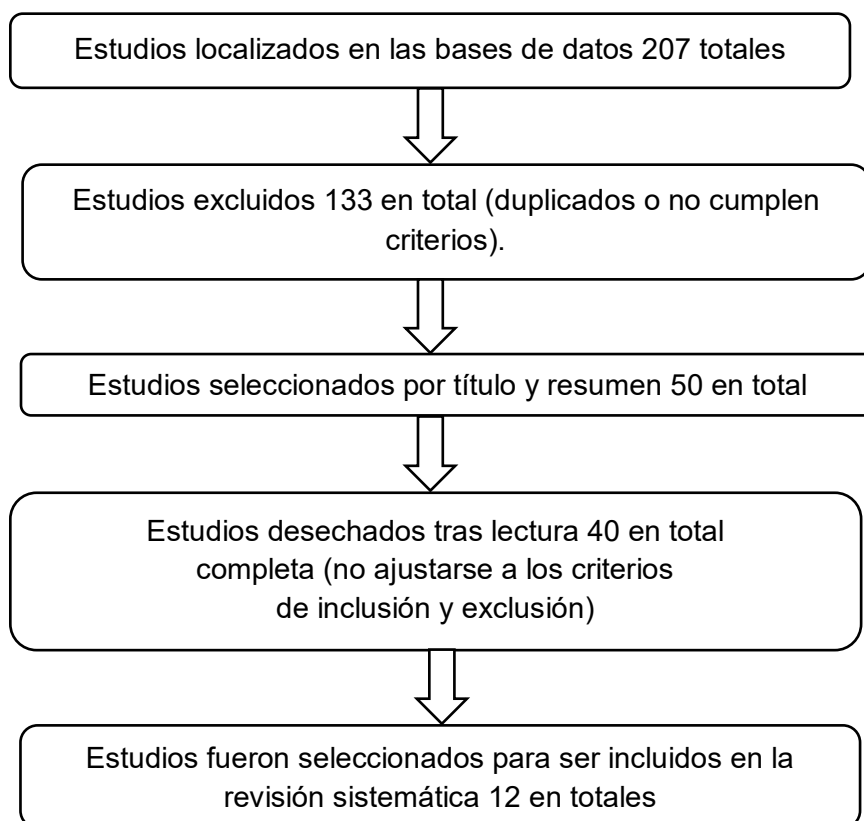 Estudios localizados en las bases de datos 207 totales
Estudios excluidos 133 en total (duplicados o no cumplen
criterios).
Estudios seleccionados por título y resumen 50 en total
Estudios desechados tras lectura 40 en total
completa (no ajustarse a los criterios
de inclusión y exclusión)
Estudios fueron seleccionados para ser incluidos en la
revisión sistemática 12 en totales